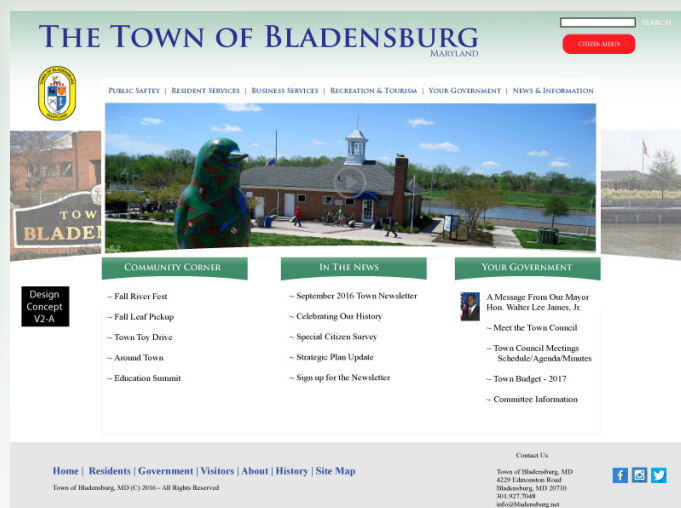 THE TOWN OF BLADENSBURG
MARYLAND
SEARCH
CITIZEN ALERTS
PUBLIC SAFTEY | RESIDENT SERVICES | BUSINESS SERVICES | RECREATION & TOURISM | YOUR GOVERNMENT | NEWS & INFORMATION
TOW
BLADE
Design
Concept
V2-A
COMMUNITY CORNER
~ Fall River Fest
~ Fall Leaf Pickup
~ Town Toy Drive
~ Around Town
~ Education Summit
IN THE NEWS
~ September 2016 Town Newsletter
~ Celebrating Our History
~ Special Citizen Survey
~ Strategic Plan Update
~ Sign up for the Newsletter
YOUR GOVERNMENT
A Message From Our Mayor
Hon. Walter Lee James, Jr.
~ Meet the Town Council
~ Town Council Meetings
Schedule/Agenda/Minutes
~ Town Budget - 2017
~ Committee Information
Home | Residents | Government | Visitors | About | History | Site Map
Town of Bladensburg, MD (C) 2016 - All Rights Reserved
Contact Us
Town of Bladensburg, MD
4229 Edmonston Road
Bladensburg, MD 20710
301.927.7048
info@bladensburg.net